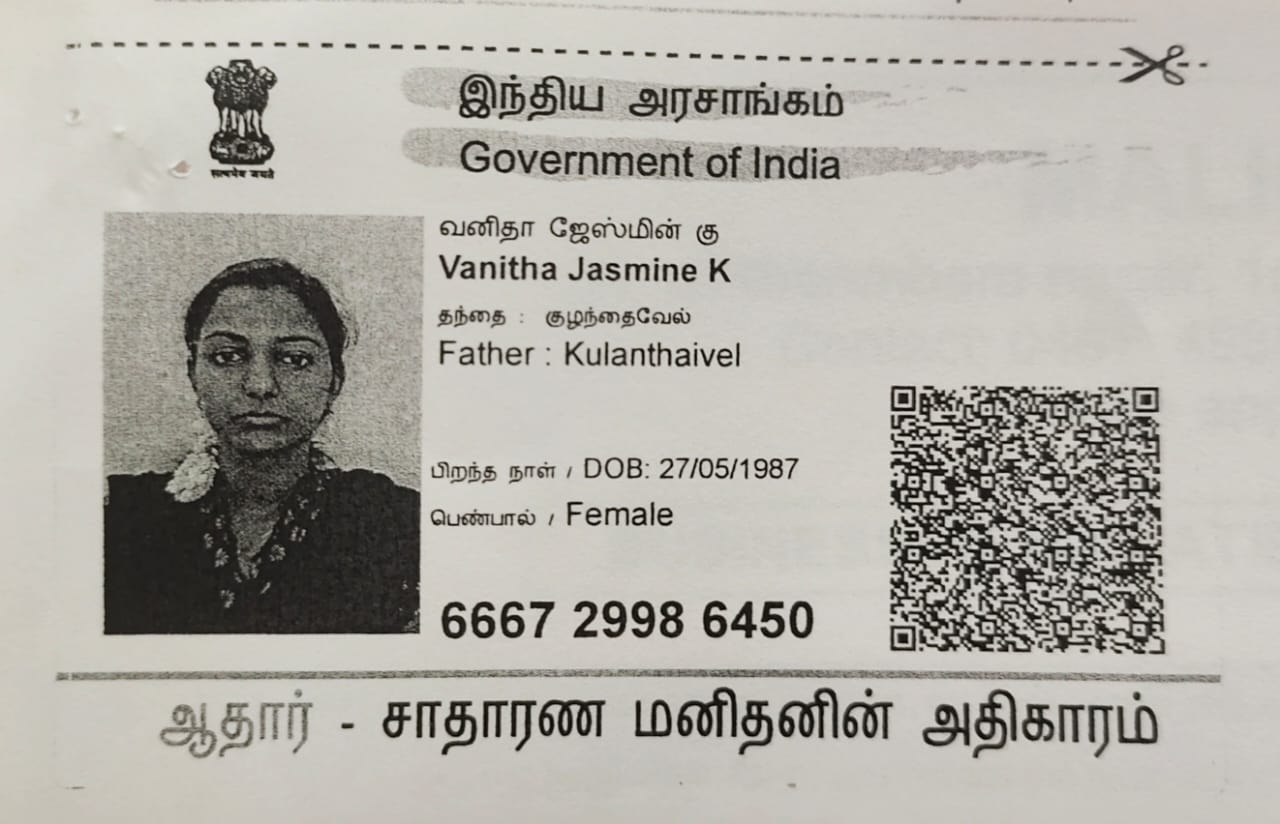 இந்திய அரசாங்கம்
Government of India
सत्यमेव जयते
வனிதா ஜேஸ்மின் கு
Vanitha Jasmine K
தந்தை : குழந்தைவேல்
Father : Kulanthaivel
பிறந்த நாள் / DOB: 27/05/1987
பெண்பால் / Female
6667 2998 6450
ஆதார் - சாதாரண மனிதனின் அதிகாரம்